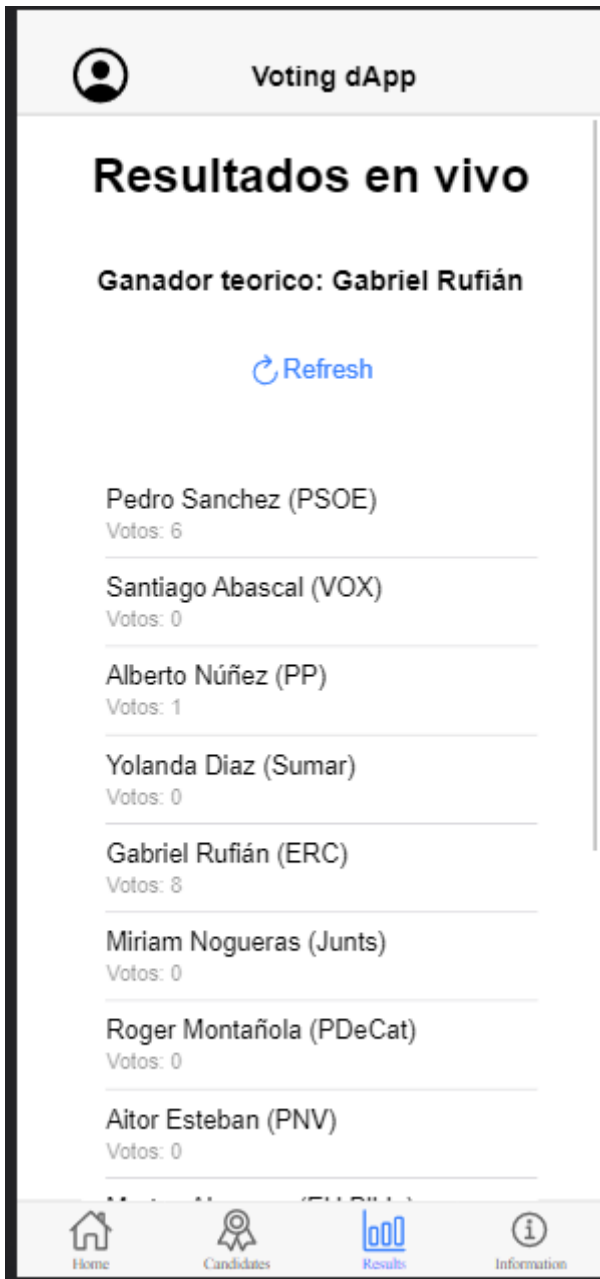 Voting dApp
Resultados en vivo
Ganador teorico: Gabriel Rufián
Refresh
Pedro Sanchez (PSOE)
Votos: 6
Santiago Abascal (VOX)
Votos: 0
Alberto Núñez (PP)
Votos: 1
Yolanda Diaz (Sumar)
Votos: 0
Gabriel Rufián (ERC)
Votos: 8
Miriam Nogueras (Junts)
Votos: 0
Roger Montañola (PDeCat)
Votos: 0
Aitor Esteban (PNV)
Votos: 0
Home
Candidates
Results
Information